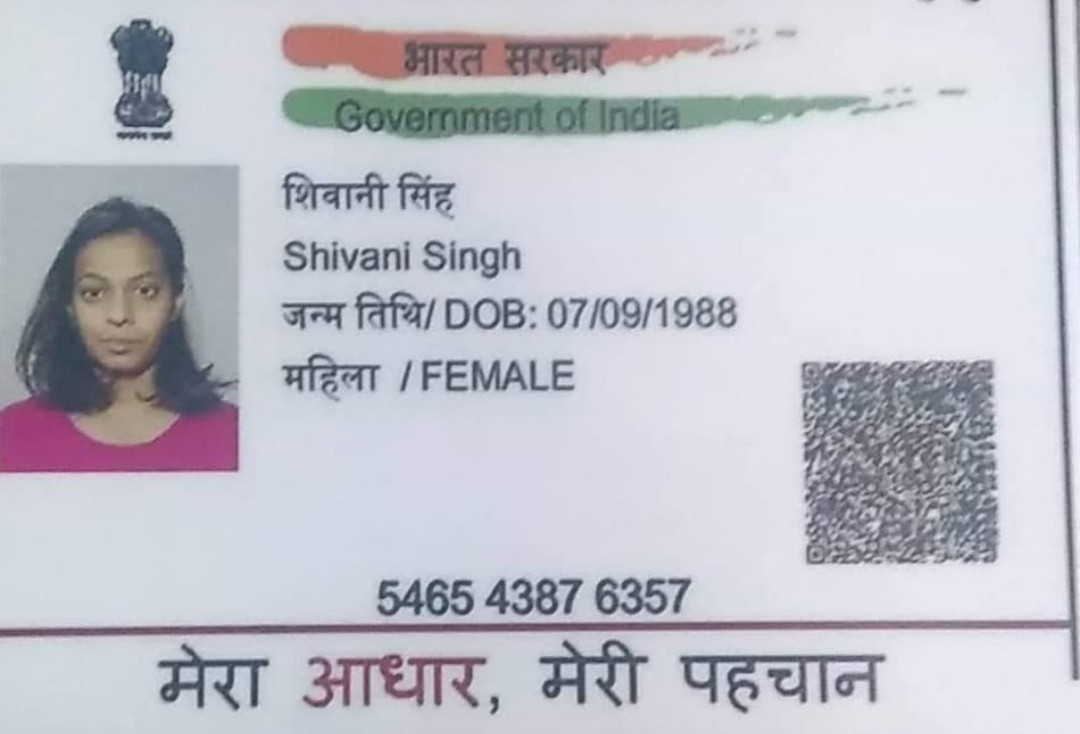 भारत सरकार
Government of India
शिवानी सिंह
Shivani Singh
जन्म तिथि/ DOB: 07/09/1988
महिला / FEMALE
5465 4387 6357
मेरा आधार, मेरी पहचान